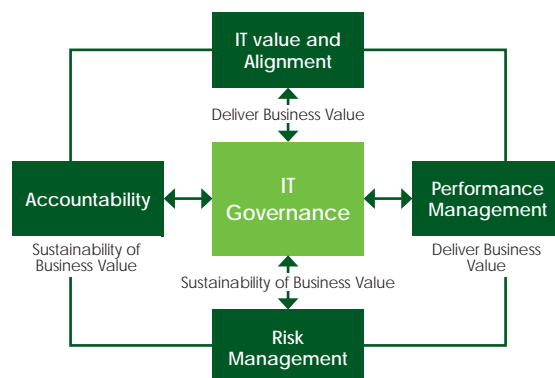 IT value and
Alignment
Deliver Business Value
Accountability
IT
Governance
Performance
Management
Sustainability of
Business Value
Deliver Business
Value
Sustainability of Business Value
Risk
Management